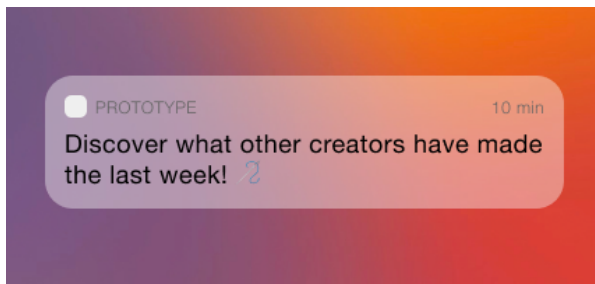 PROTOTYPE
10 min
Discover what other creators have made
the last week! 🪡